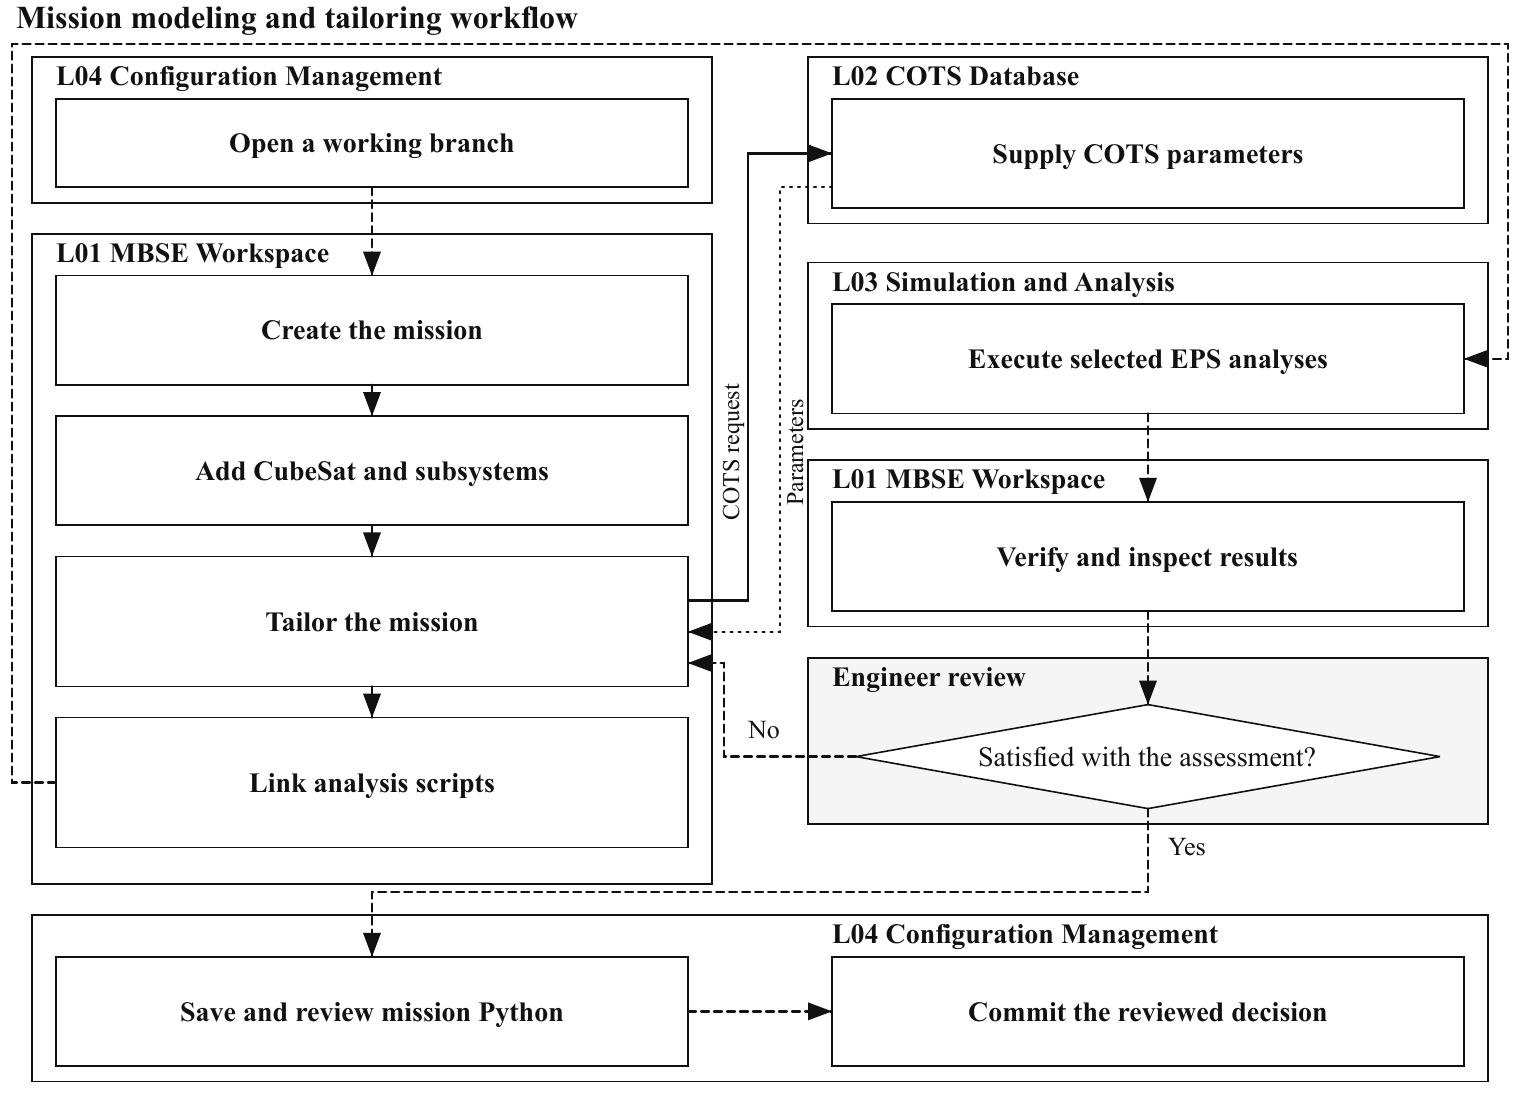 Mission modeling and tailoring workflow
L04 Configuration Management
Open a working branch
L01 MBSE Workspace
Create the mission
Add CubeSat and subsystems
Tailor the mission
Link analysis scripts
COTS request
Parameters
L02 COTS Database
Supply COTS parameters
L03 Simulation and Analysis
Execute selected EPS analyses
L01 MBSE Workspace
Verify and inspect results
Engineer review
Satisfied with the assessment?
No
Yes
L04 Configuration Management
Save and review mission Python
Commit the reviewed decision